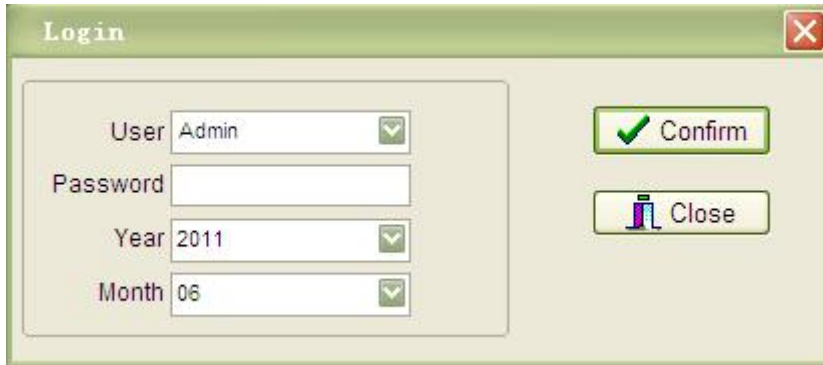 Login
User Admin
Confirm
Password
Close
Year 2011
Month 06